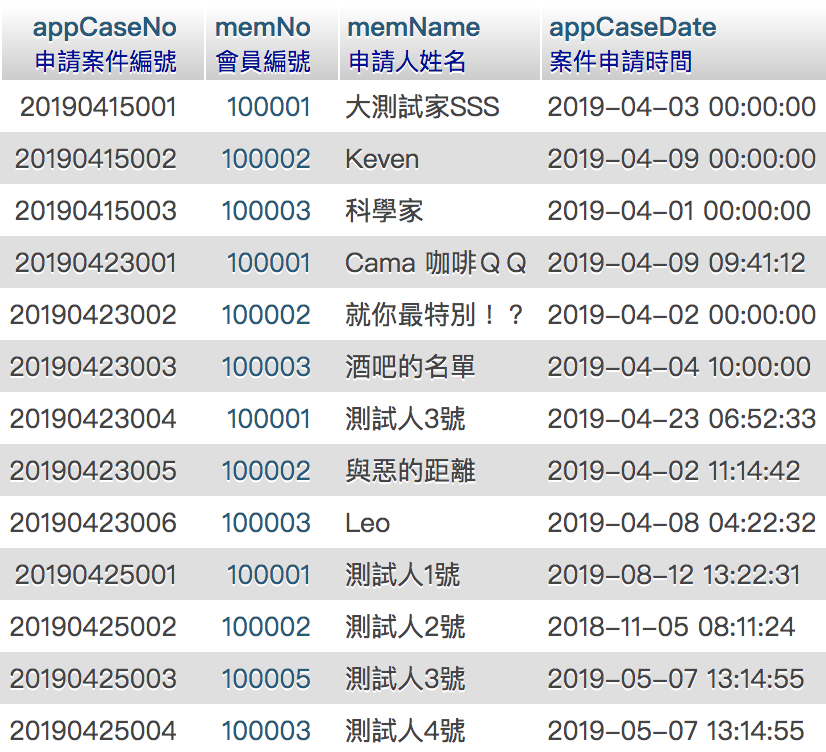 appCaseNo memNo memName appCaseDate
申請案件編號 會員編號 申請人姓名 案件申請時間
20190415001 100001 大測試家SSS 2019-04-03 00:00:00
20190415002 100002 Keven 2019-04-09 00:00:00
20190415003 100003 科學家 2019-04-01 00:00:00
20190423001 100001 Cama 咖啡ＱＱ 2019-04-09 09:41:12
20190423002 100002 就你最特別！？ 2019-04-02 00:00:00
20190423003 100003 酒吧的名單 2019-04-04 10:00:00
20190423004 100001 測試人3號 2019-04-23 06:52:33
20190423005 100002 與惡的距離 2019-04-02 11:14:42
20190423006 100003 Leo 2019-04-08 04:22:32
20190425001 100001 測試人1號 2019-08-12 13:22:31
20190425002 100002 測試人2號 2018-11-05 08:11:24
20190425003 100005 測試人3號 2019-05-07 13:14:55
20190425004 100003 測試人4號 2019-05-07 13:14:55